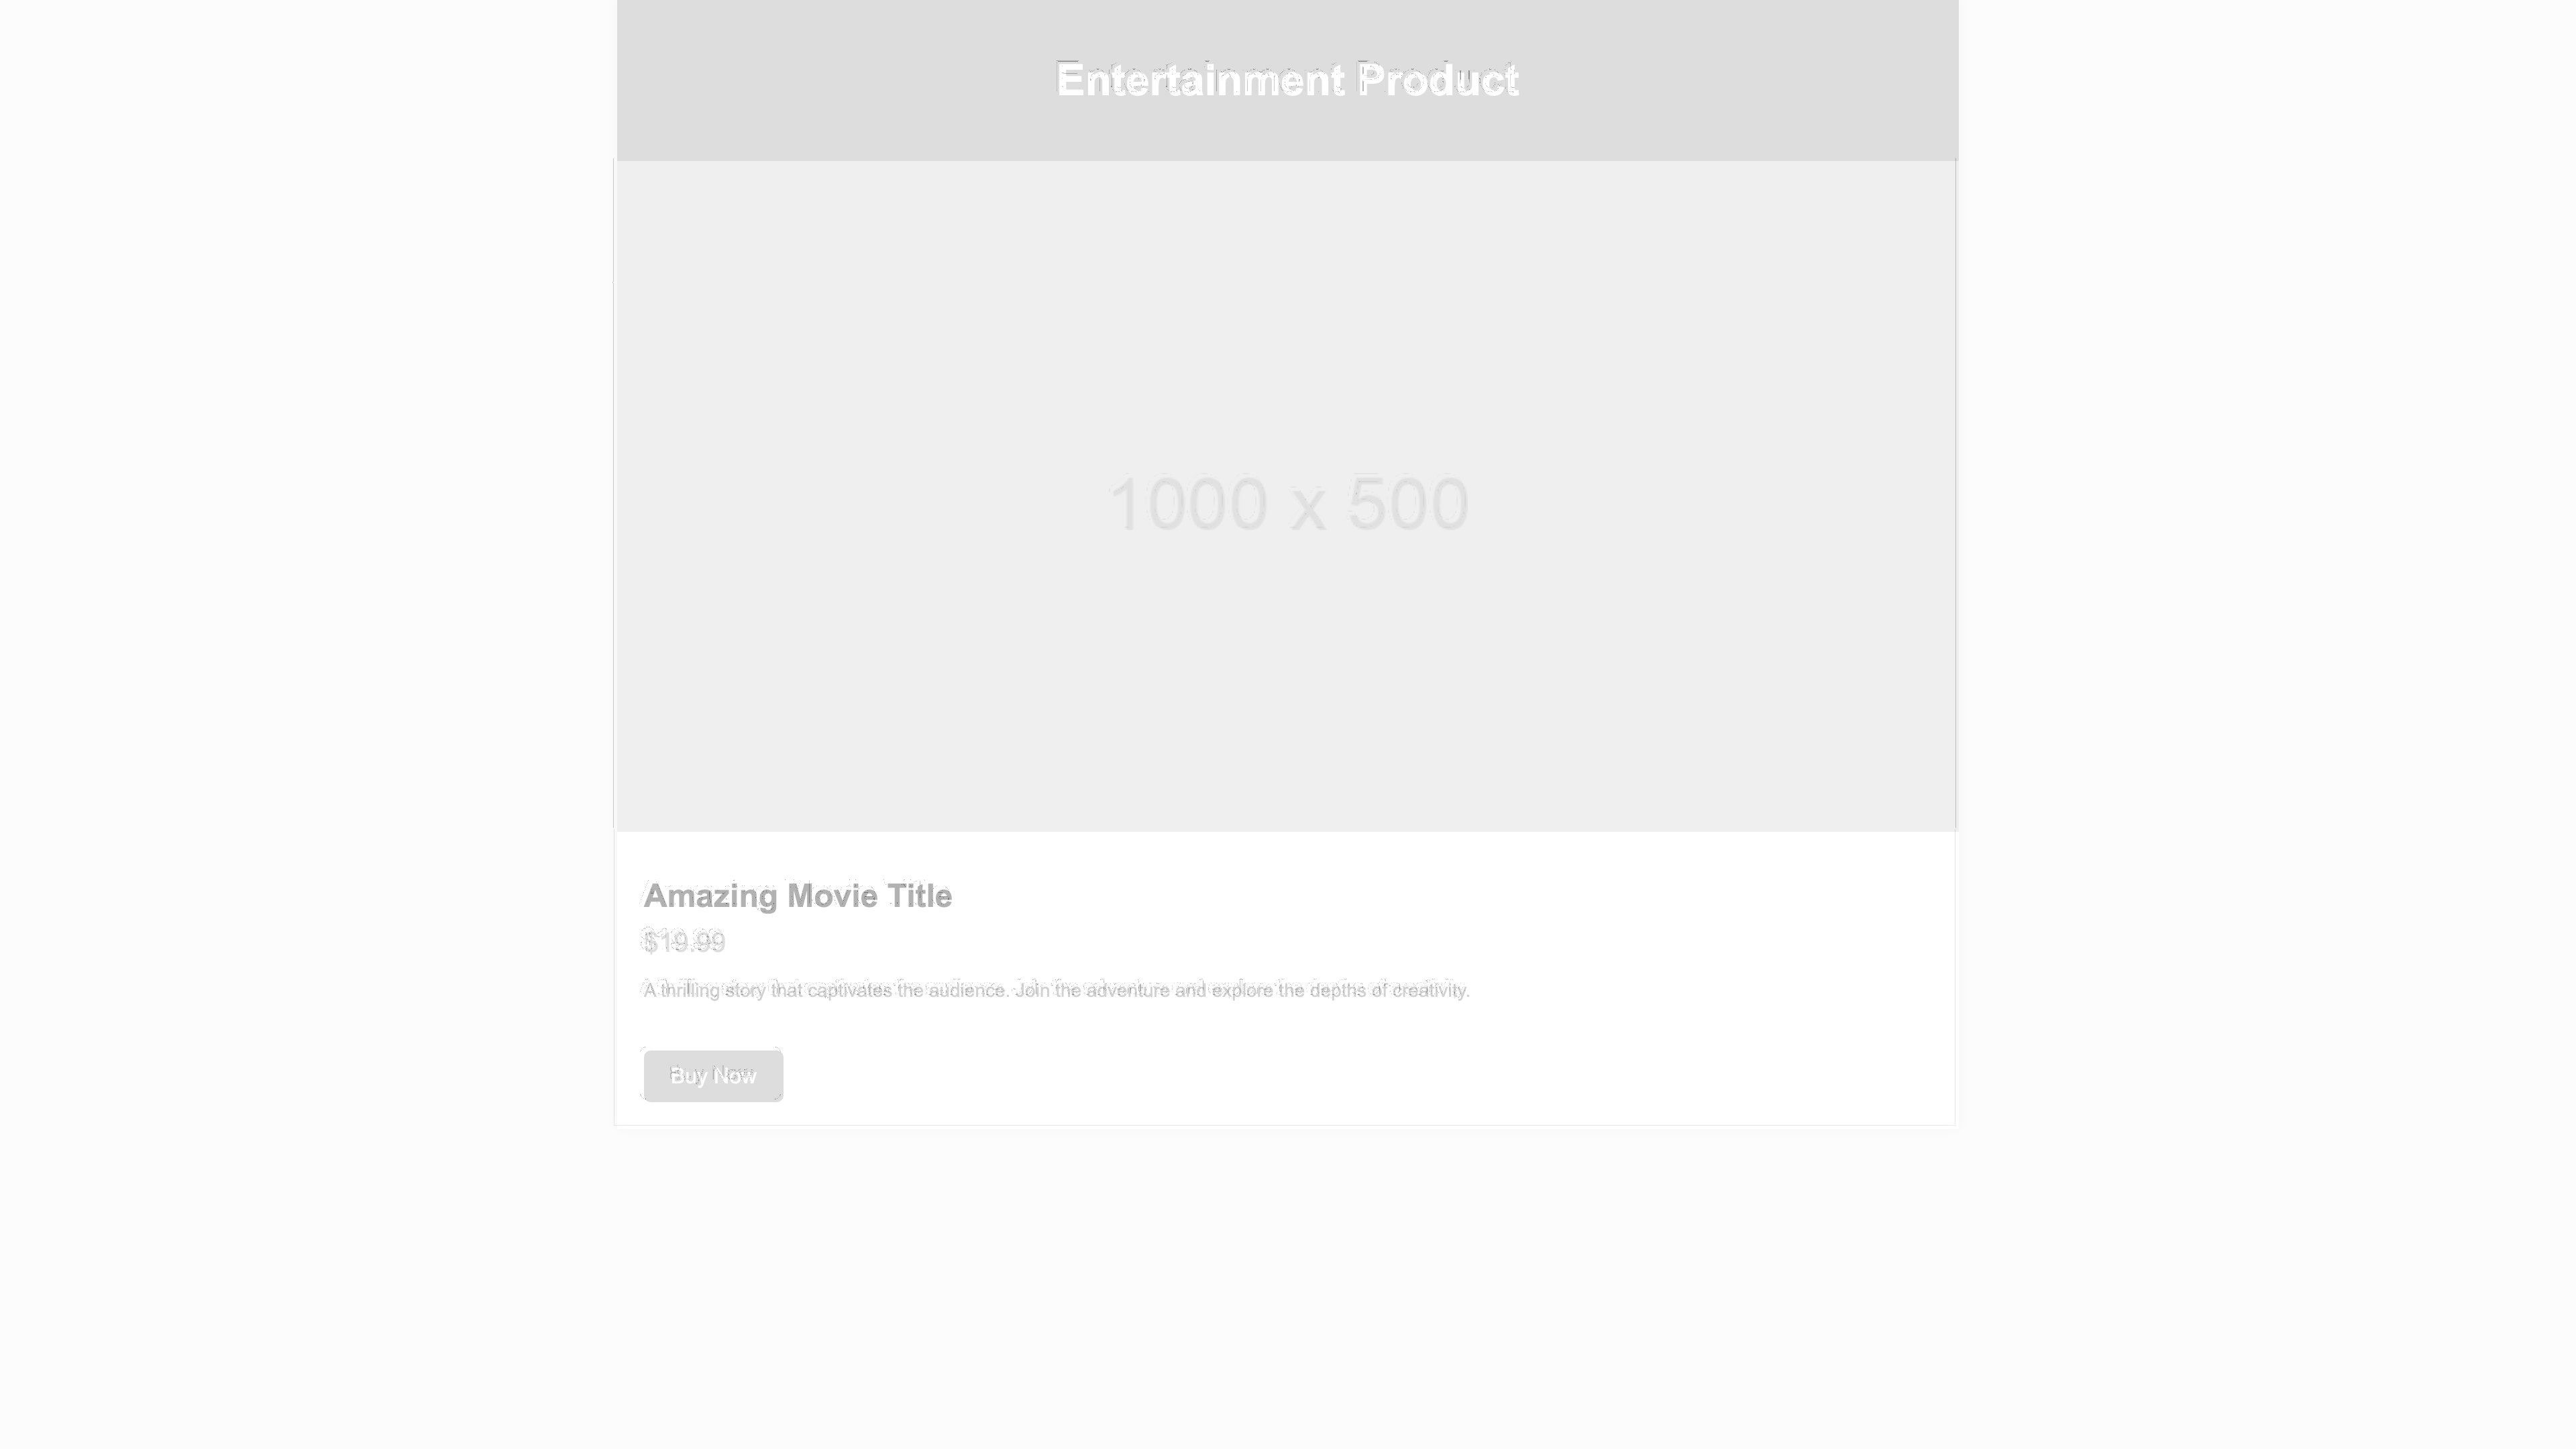 Entertainment Product
1000 x 500
Amazing Movie Title
$19.99
A thrilling story that captivates the audience. Join the adventure and explore the depths of creativity.
Buy Now